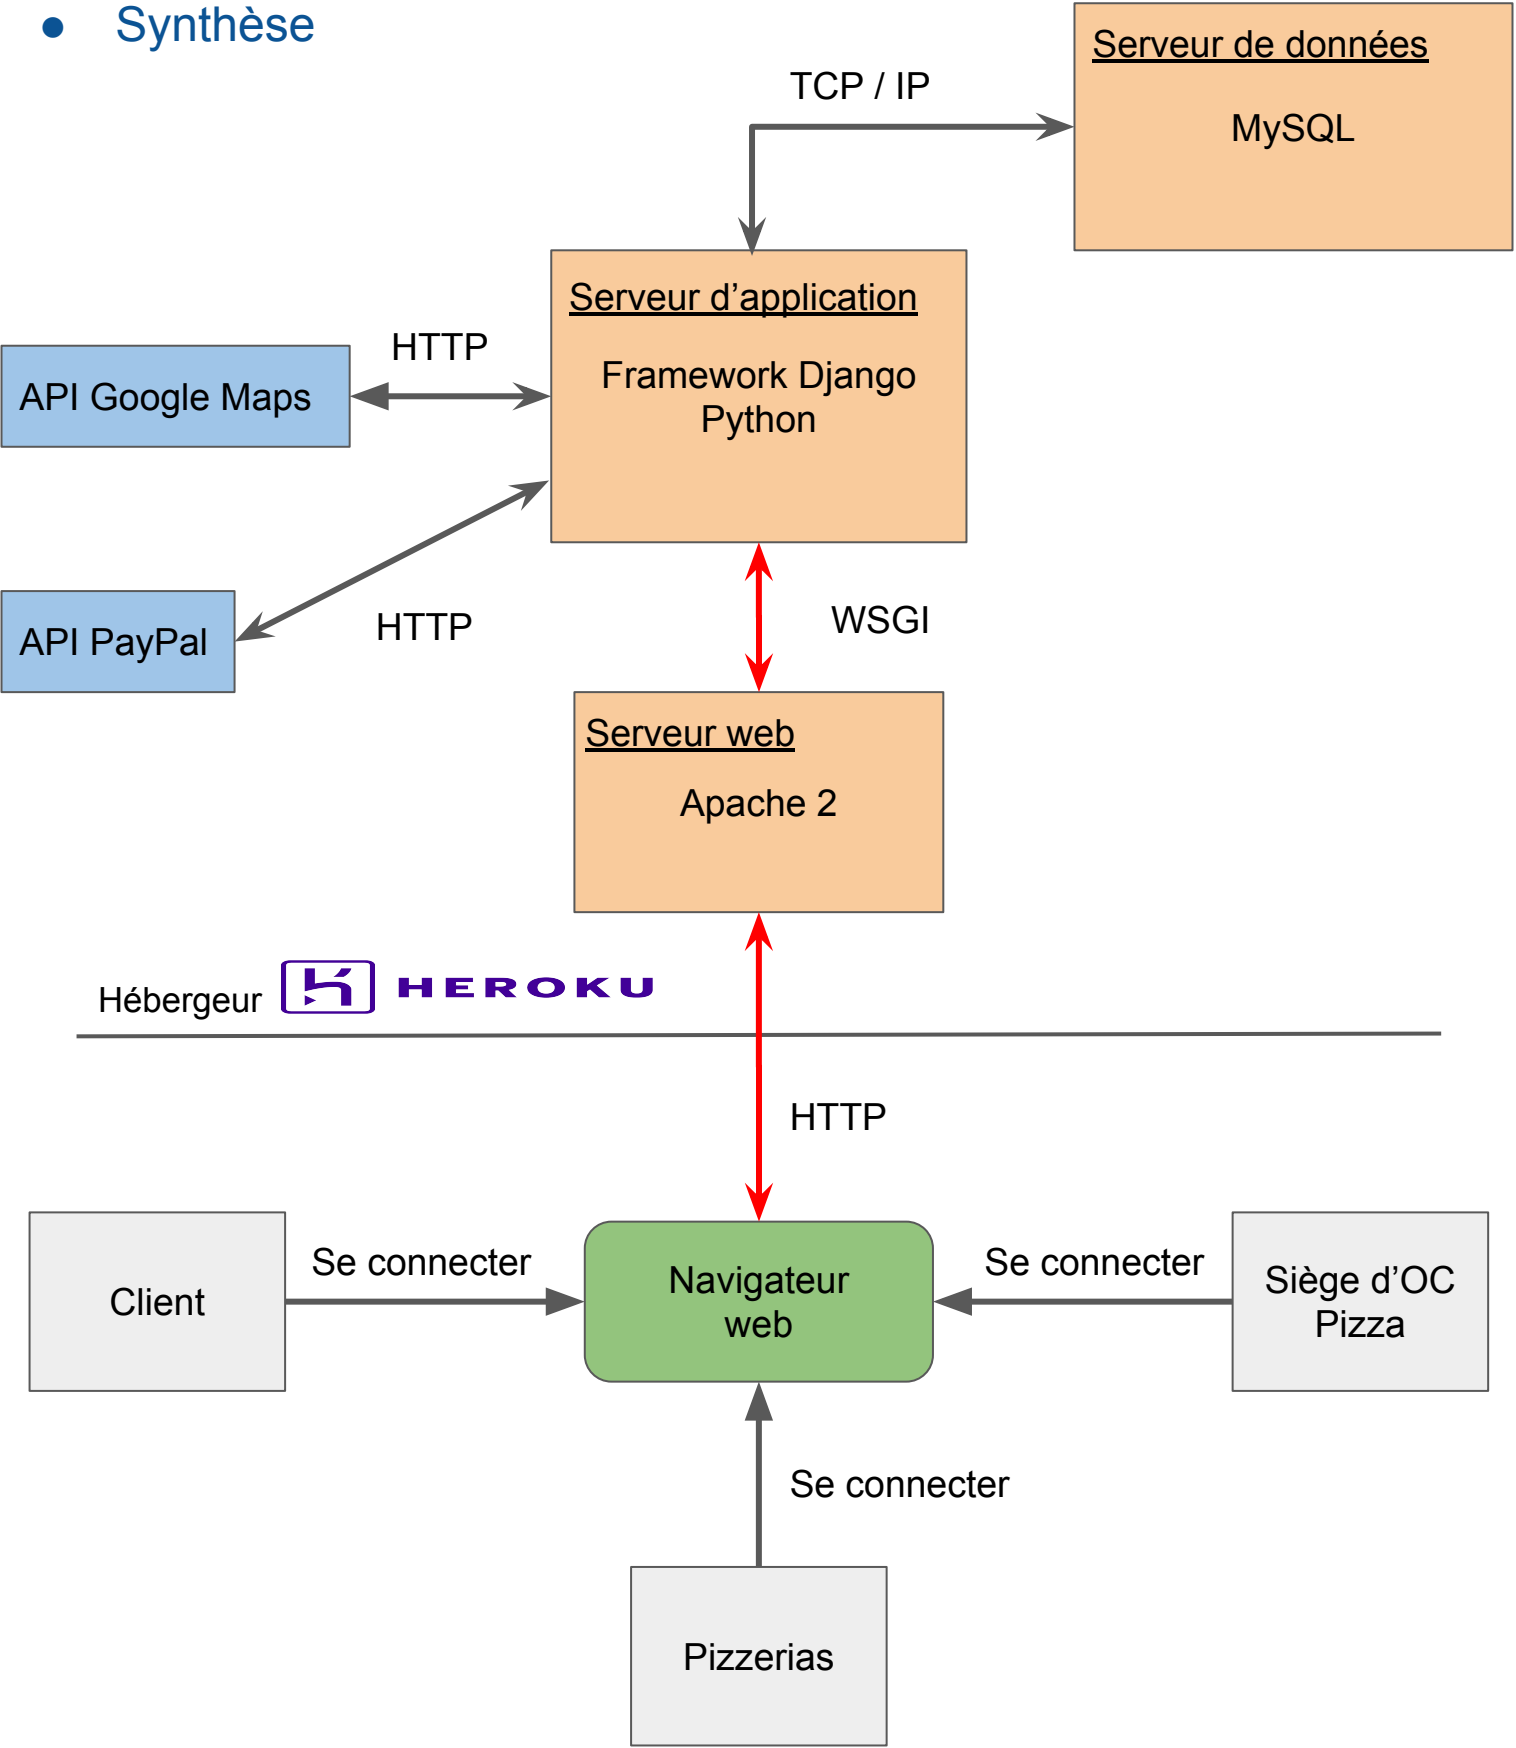 ● Synthèse
Serveur de données
MySQL
TCP / IP
Serveur d’application
Framework Django
Python
HTTP
API Google Maps
API PayPal
HTTP
WSGI
Serveur web
Apache 2
Hébergeur HEROKU
HTTP
Client
Se connecter
Navigateur
web
Se connecter
Siège d’OC
Pizza
Se connecter
Pizzerias